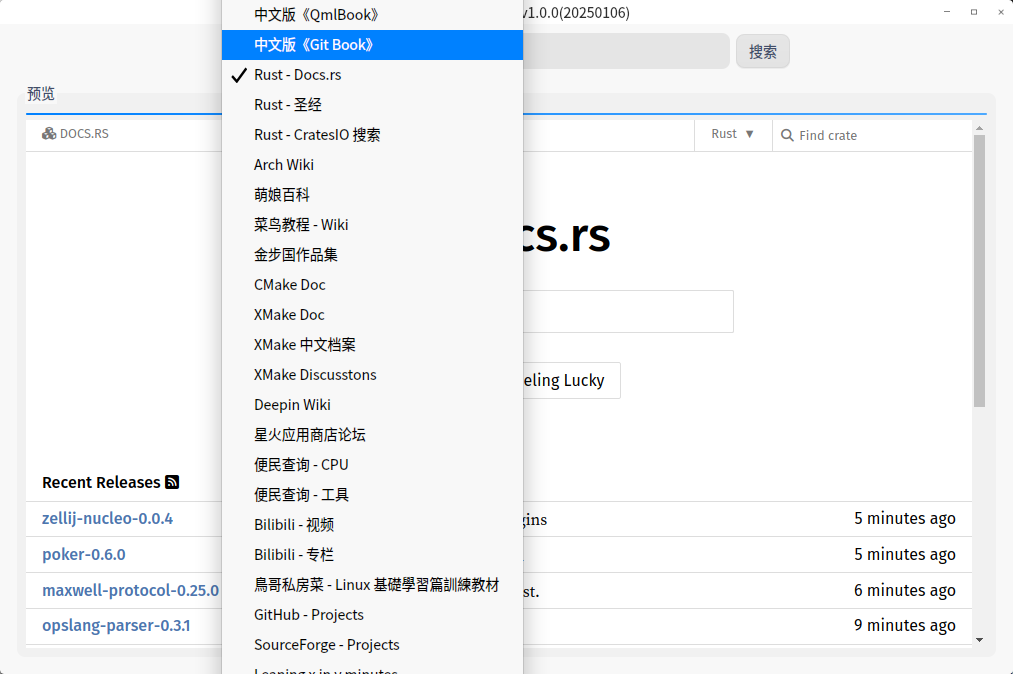 v1.0.0(20250106)
搜索
预览
DOCS.RS
Rust ▼
Find crate
cs.rs
eling Lucky
Recent Releases
zellij-nucleo-0.0.4
gins
5 minutes ago
poker-0.6.0
5 minutes ago
maxwell-protocol-0.25.0
st.
6 minutes ago
opslang-parser-0.3.1
9 minutes ago
中文版《QmlBook》
中文版《Git Book》
Rust - Docs.rs
Rust - 圣经
Rust - CratesIO 搜索
Arch Wiki
萌娘百科
菜鸟教程 - Wiki
金步国作品集
CMake Doc
XMake Doc
XMake 中文档案
XMake Discusstons
Deepin Wiki
星火应用商店论坛
便民查询 - CPU
便民查询 - 工具
Bilibili - 视频
Bilibili - 专栏
鳥哥私房菜 - Linux 基礎學習篇訓練教材
GitHub - Projects
SourceForge - Projects
Leaning x in y minutes